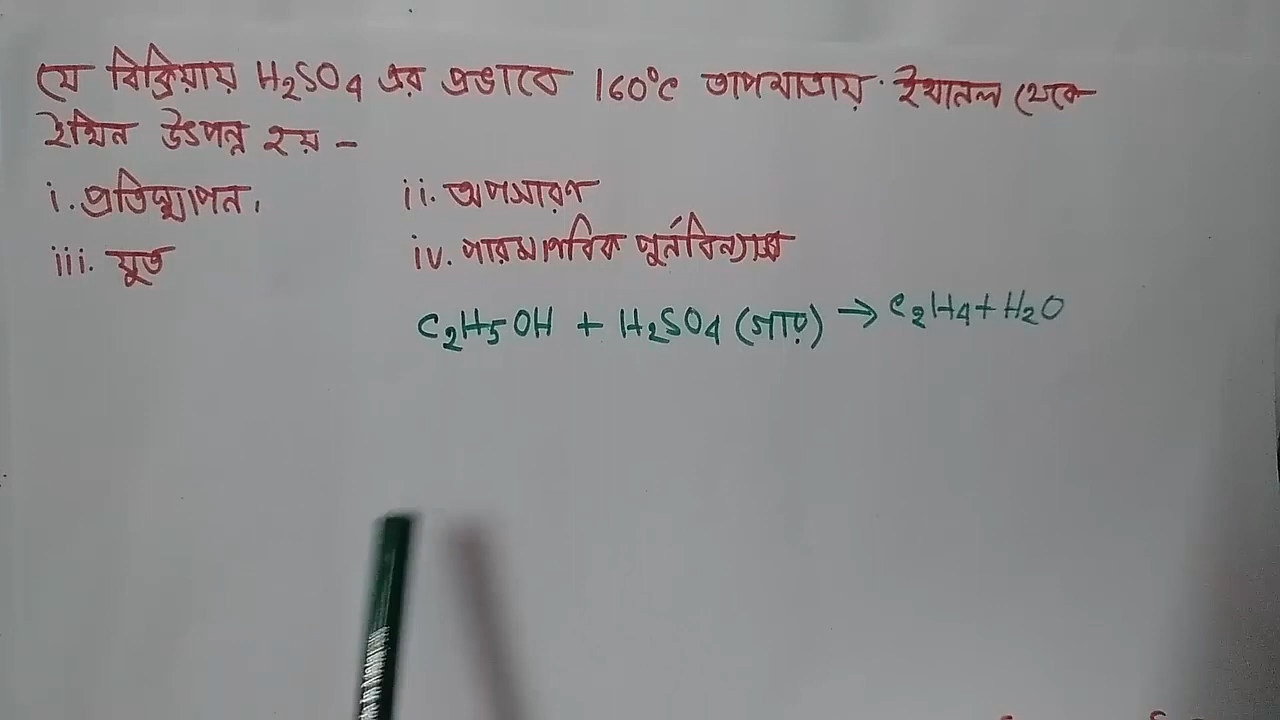 যে বিক্রিয়ায় H₂SO₄ এর প্রভাবে 160°c তাপমাত্রায় ইথানল থেকে
ইথিন উৎপন্ন হয় -
i. প্রতিস্থাপন. ii. অপসারণ
iii. যুত iv. পারমাণবিক পুর্নবিন্যাস
C₂H₅OH + H₂SO₄ (গাঢ়) → C₂H₄ + H₂O